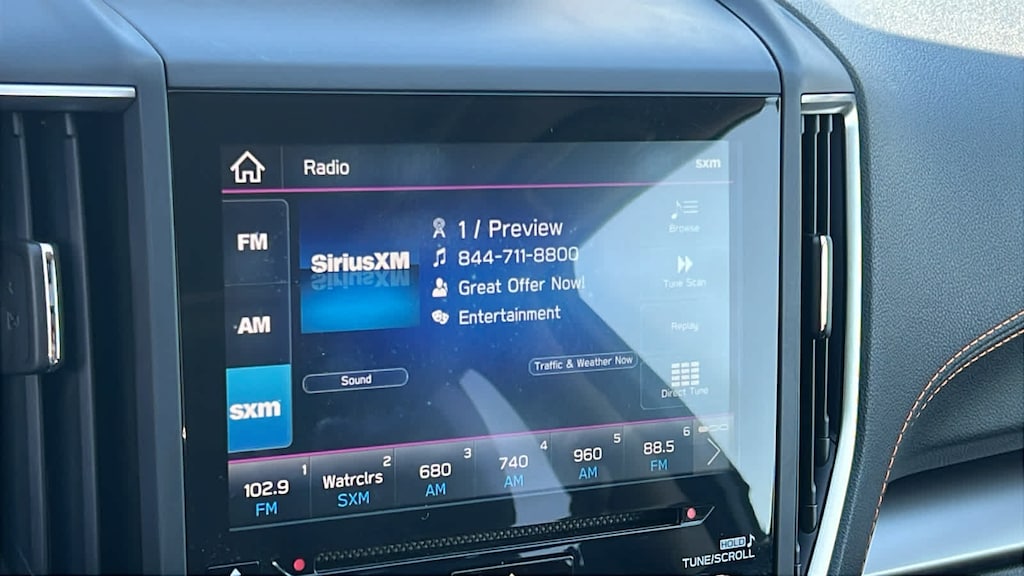 Radio
sxm
FM
AM
sxm
SiriusXM
1 / Preview
844-711-8800
Great Offer Now!
Entertainment
Sound
Traffic & Weather Now
Browse
Tune Scan
Replay
Direct Tune
1
102.9
FM
2
Watrclrs
SXM
3
680
AM
4
740
AM
5
960
AM
6
88.5
FM
HOLD
TUNE/SCROLL